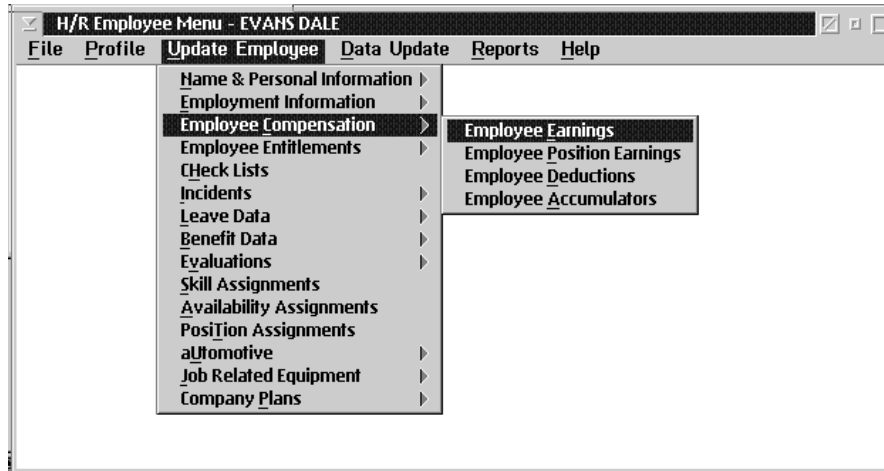 H/R Employee Menu - EVANS DALE
File Profile Update Employee Data Update Reports Help
Name & Personal Information
Employment Information
Employee Compensation
Employee Entitlements
CHeck Lists
Incidents
Leave Data
Benefit Data
Evaluations
Skill Assignments
Availability Assignments
PosiTion Assignments
aUtomotive
Job Related Equipment
Company Plans
Employee Earnings
Employee Position Earnings
Employee Deductions
Employee Accumulators